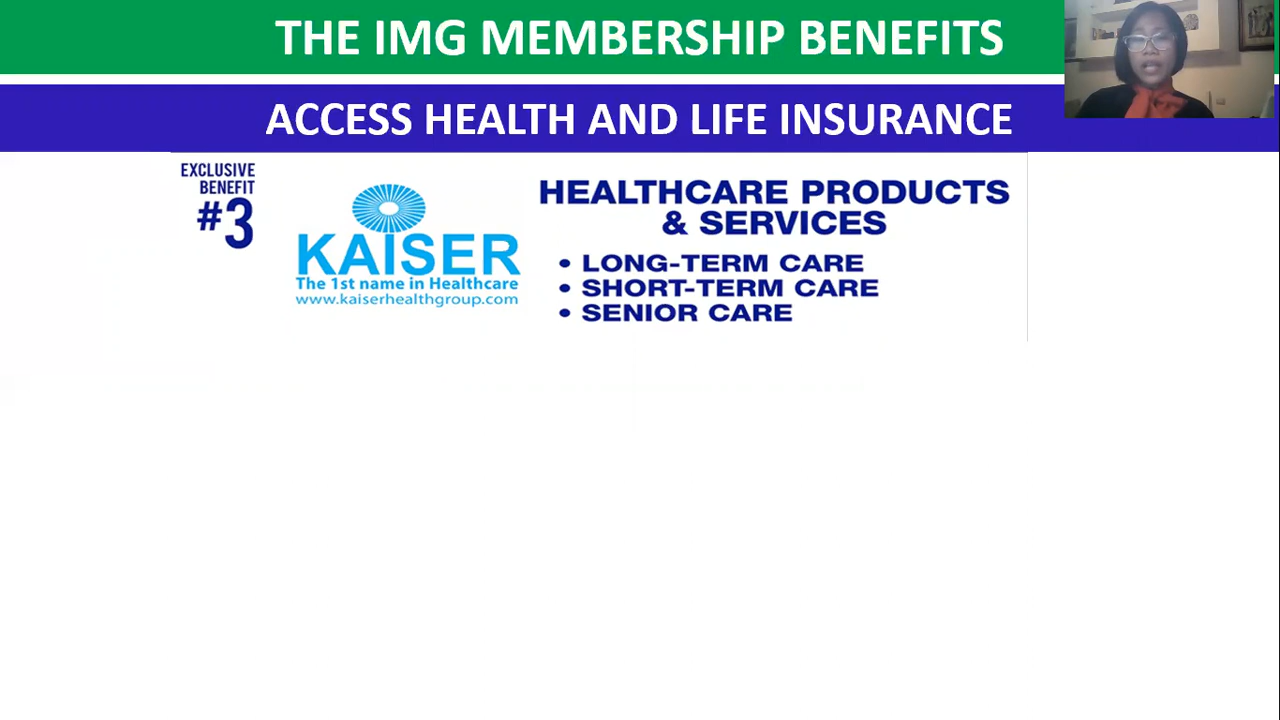 THE IMG MEMBERSHIP BENEFITS
ACCESS HEALTH AND LIFE INSURANCE
EXCLUSIVE
BENEFIT
#3
KAISER
The 1st name in Healthcare
www.kaiserhealthgroup.com
HEALTHCARE PRODUCTS
& SERVICES
• LONG-TERM CARE
• SHORT-TERM CARE
• SENIOR CARE